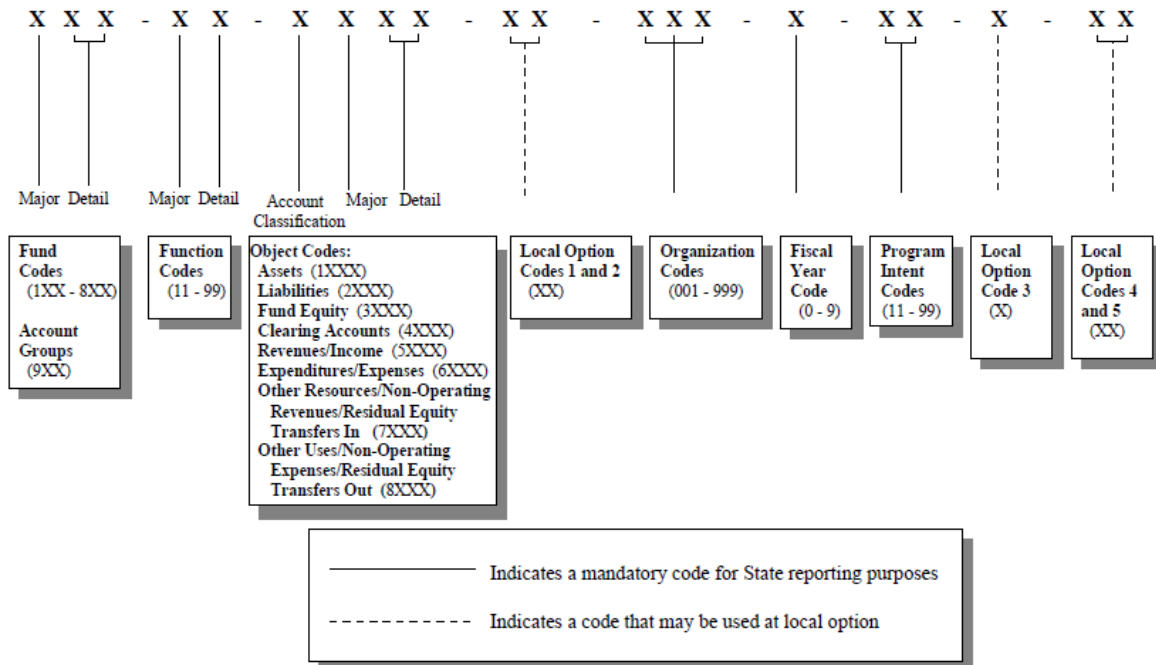 X X X - X X - X X X X - X X - X X X - X - X X - X - X X
Major Detail
Major Detail
Account
Classification
Major Detail
Fund
Codes
(1XX - 8XX)
Account
Groups
(9XX)
Function
Codes
(11 - 99)
Object Codes:
Assets (1XXX)
Liabilities (2XXX)
Fund Equity (3XXX)
Clearing Accounts (4XXX)
Revenues/Income (5XXX)
Expenditures/Expenses (6XXX)
Other Resources/Non-Operating
Revenues/Residual Equity
Transfers In (7XXX)
Other Uses/Non-Operating
Expenses/Residual Equity
Transfers Out (8XXX)
Local Option
Codes 1 and 2
(XX)
Organization
Codes
(001 - 999)
Fiscal
Year
Code
(0 - 9)
Program
Intent
Codes
(11 - 99)
Local
Option
Code 3
(X)
Local
Option
Codes 4
and 5
(XX)
Indicates a mandatory code for State reporting purposes
Indicates a code that may be used at local option